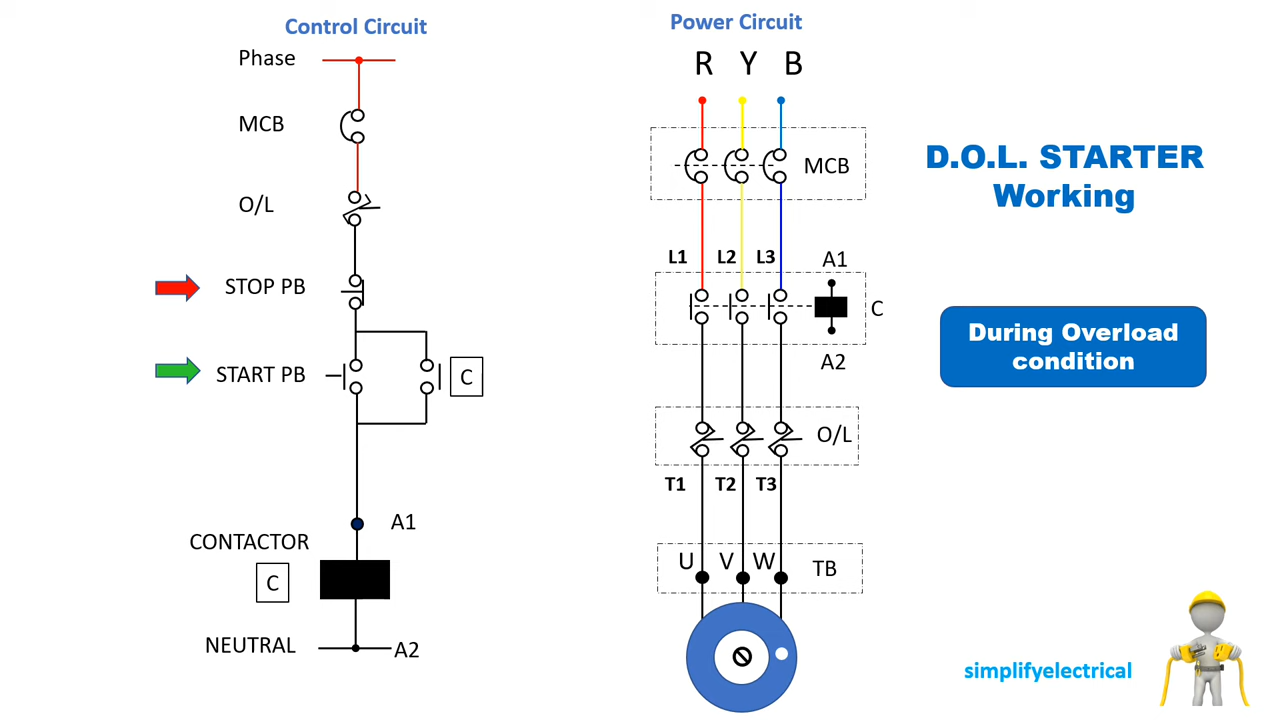 Control Circuit
Phase
MCB
O/L
STOP PB
START PB
C
A1
CONTACTOR
C
NEUTRAL
A2
Power Circuit
R Y B
MCB
L1 L2 L3
A1
C
A2
O/L
T1 T2 T3
U V W
TB
D.O.L. STARTER
Working
During Overload
condition
simplifyelectrical